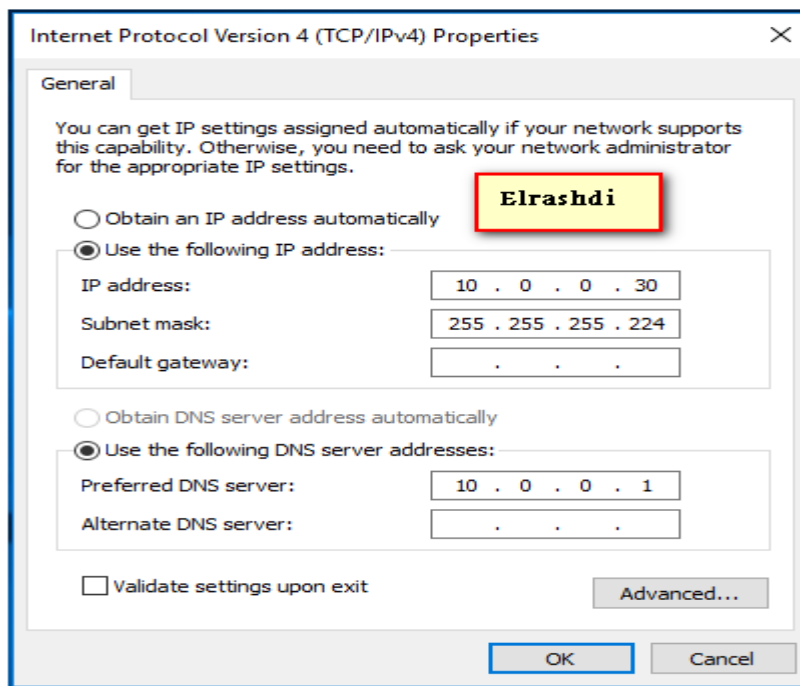 Internet Protocol Version 4 (TCP/IPv4) Properties
General
You can get IP settings assigned automatically if your network supports
this capability. Otherwise, you need to ask your network administrator
for the appropriate IP settings.
Elrashdi
Obtain an IP address automatically
Use the following IP address:
IP address: 10 . 0 . 0 . 30
Subnet mask: 255 . 255 . 255 . 224
Default gateway: . . .
Obtain DNS server address automatically
Use the following DNS server addresses:
Preferred DNS server: 10 . 0 . 0 . 1
Alternate DNS server: . . .
Validate settings upon exit
Advanced...
OK Cancel